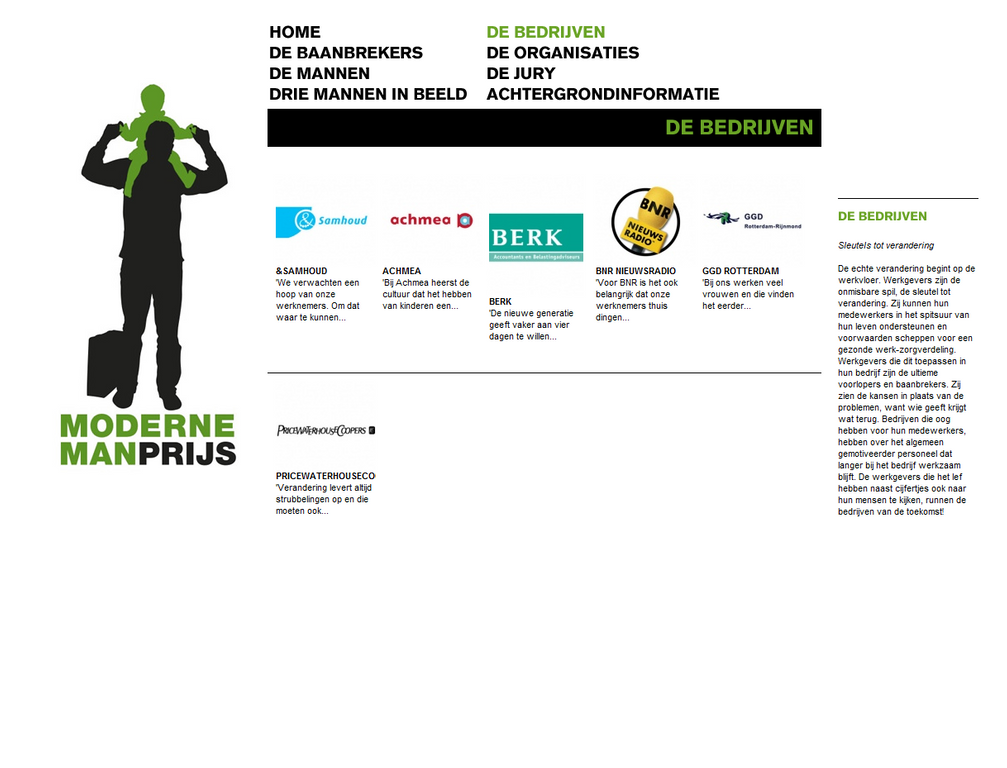 HOME
DE BAANBREKERS
DE MANNEN
DRIE MANNEN IN BEELD
DE BEDRIJVEN
DE ORGANISATIES
DE JURY
ACHTERGRONDINFORMATIE
DE BEDRIJVEN
MODERNE
MANPRIJS
& Samhoud
&SAMHOUD
'We verwachten een
hoop van onze
werknemers. Om dat
waar te kunnen...
achmea
ACHMEA
'Bij Achmea heerst de
cultuur dat het hebben
van kinderen een...
BERK
Accountants en Belastingadviseurs
BERK
'De nieuwe generatie
geeft vaker aan vier
dagen te willen...
BNR
NIEUWS
RADIO
BNR NIEUWSRADIO
'Voor BNR is het ook
belangrijk dat onze
werknemers thuis
dingen...
GGD
Rotterdam-Rijnmond
GGD ROTTERDAM
'Bij ons werken veel
vrouwen en die vinden
het eerder...
PRICEWATERHOUSECOOPERS
PRICEWATERHOUSECO
'Verandering levert altijd
strubbelingen op en die
moeten ook...
DE BEDRIJVEN
Sleutels tot verandering
De echte verandering begint op de
werkvloer. Werkgevers zijn de
onmisbare spil, de sleutel tot
verandering. Zij kunnen hun
medewerkers in het spitsuur van
hun leven ondersteunen en
voorwaarden scheppen voor een
gezonde werk-zorgverdeling.
Werkgevers die dit toepassen in
hun bedrijf zijn de ultieme
voorlopers en baanbrekers. Zij
zien de kansen in plaats van de
problemen, want wie geeft krijgt
wat terug. Bedrijven die oog
hebben voor hun medewerkers,
hebben over het algemeen
gemotiveerder personeel dat
langer bij het bedrijf werkzaam
blijft. De werkgevers die het lef
hebben naast cijfertjes ook naar
hun mensen te kijken, runnen de
bedrijven van de toekomst!